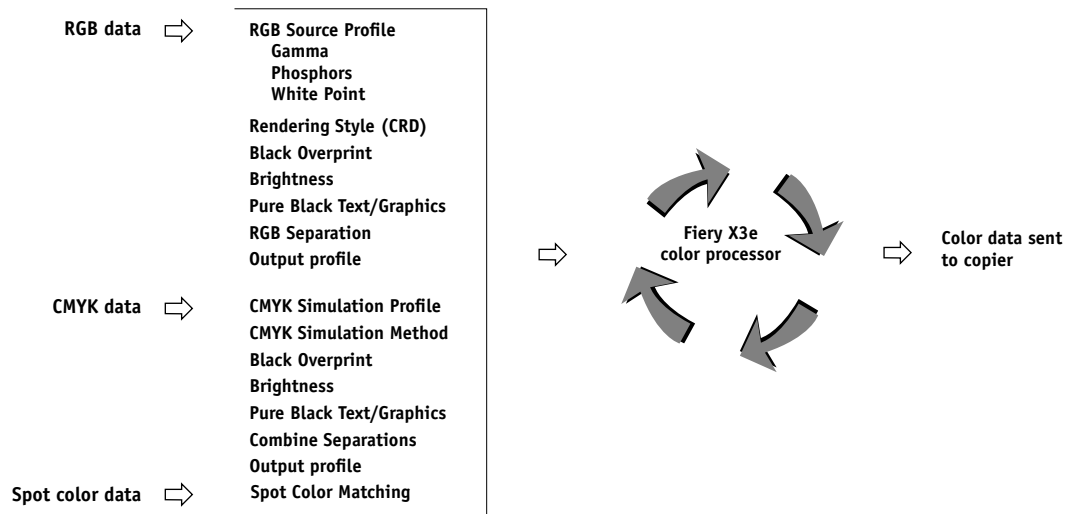 RGB data
RGB Source Profile
Gamma
Phosphors
White Point
Rendering Style (CRD)
Black Overprint
Brightness
Pure Black Text/Graphics
RGB Separation
Output profile
CMYK data
CMYK Simulation Profile
CMYK Simulation Method
Black Overprint
Brightness
Pure Black Text/Graphics
Combine Separations
Output profile
Spot color data
Spot Color Matching
Fiery X3e
color processor
Color data sent
to copier